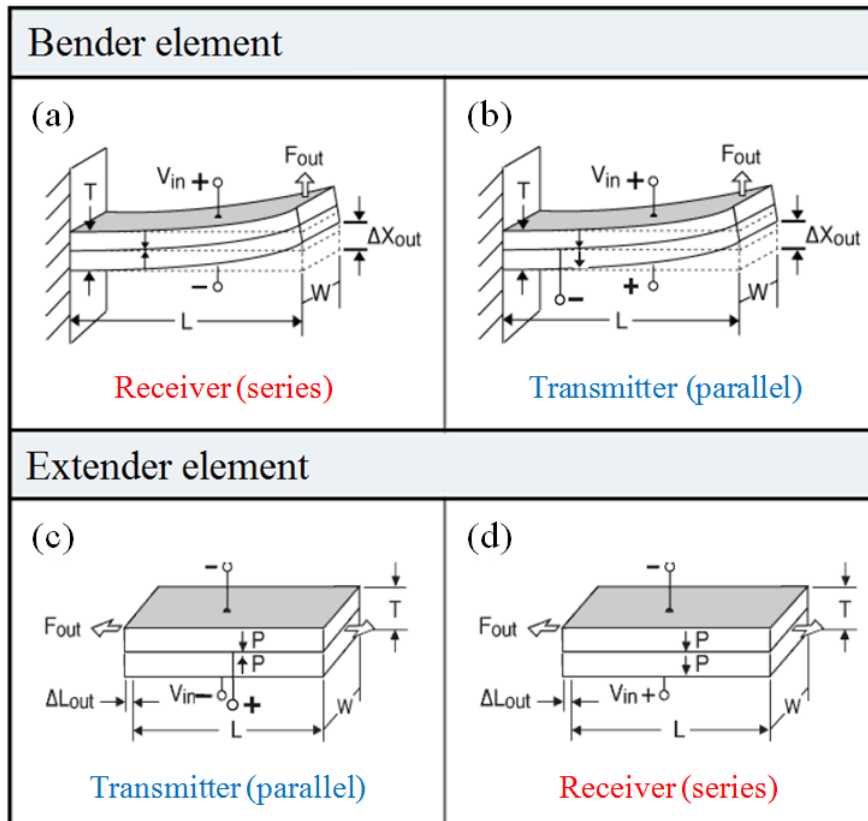 Bender element
(a)
Vin +
Fout
T
ΔXout
−
W
L
Receiver (series)
(b)
Vin +
Fout
T
ΔXout
−
+
W
L
Transmitter (parallel)
Extender element
(c)
−
Fout
P
P
T
ΔLout
Vin −
+
W
L
Transmitter (parallel)
(d)
−
Fout
P
P
T
ΔLout
Vin +
W
L
Receiver (series)